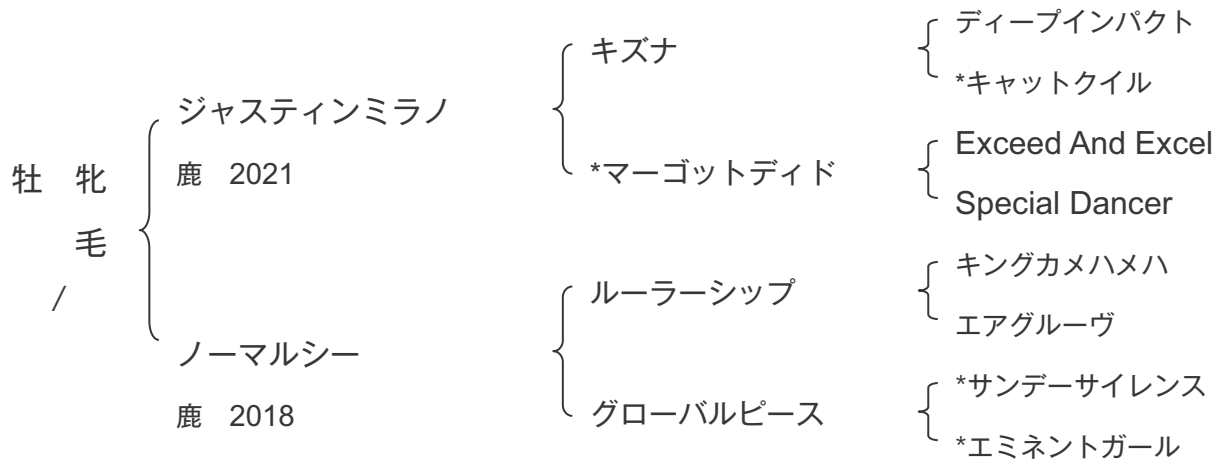 牡 牝
毛
/
ジャスティンミラノ
鹿 2021
ノーマルシー
鹿 2018
キズナ
*マーゴットディド
ルーラーシップ
グローバルピース
ディープインパクト
*キャットクイル
Exceed And Excel
Special Dancer
キングカメハメハ
エアグルーヴ
*サンデーサイレンス
*エミネントガール